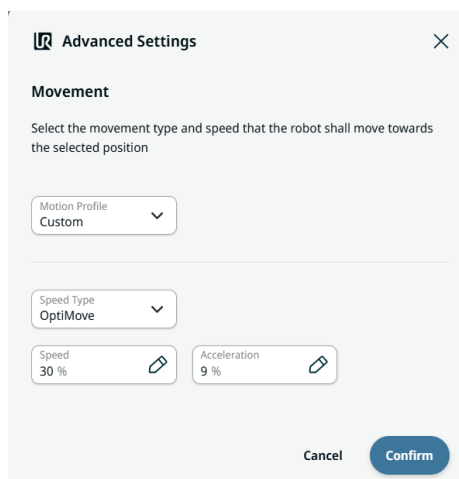 UR Advanced Settings
Movement
Select the movement type and speed that the robot shall move towards
the selected position
Motion Profile
Custom
Speed Type
OptiMove
Speed
30 %
Acceleration
9 %
Cancel
Confirm